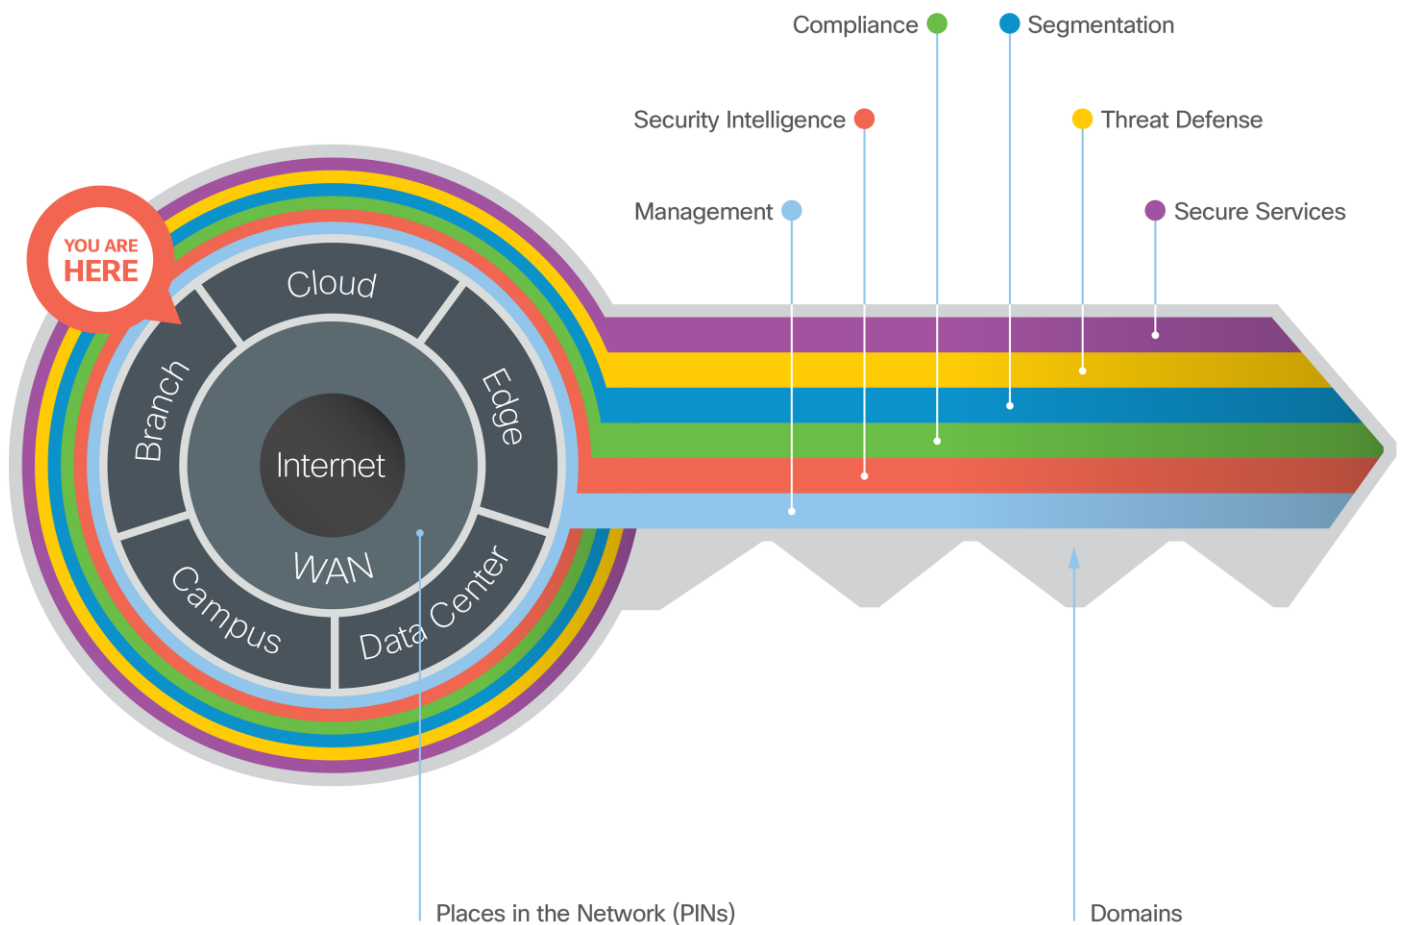 Compliance
Segmentation
Security Intelligence
Threat Defense
Management
Secure Services
YOU ARE
HERE
Cloud
Branch
Edge
Internet
WAN
Campus
Data Center
Places in the Network (PINs)
Domains